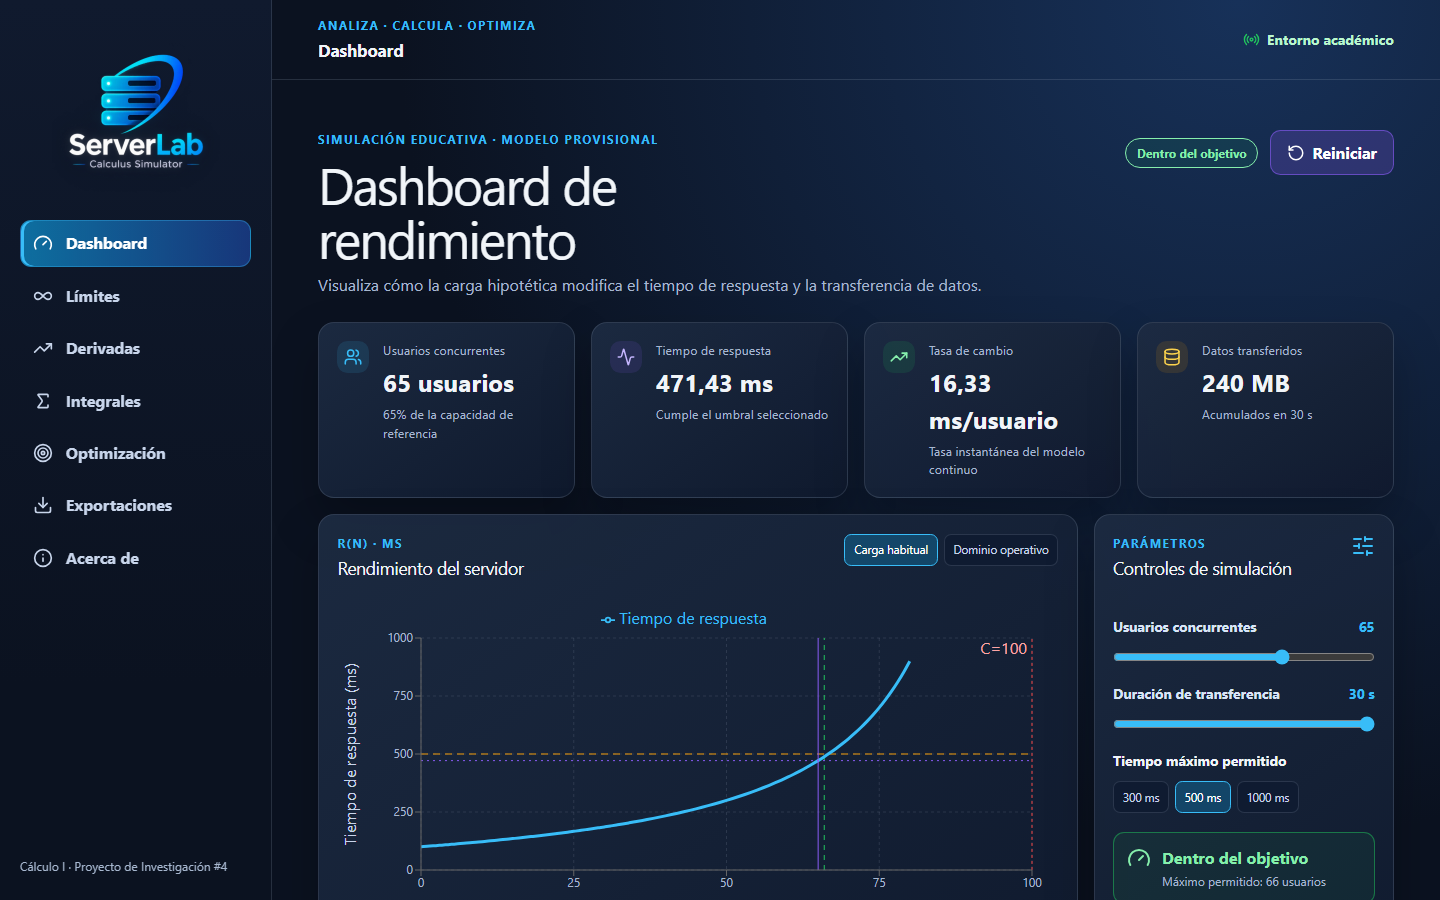 ServerLab
Calculus Simulator
Dashboard
Límites
Derivadas
Integrales
Optimización
Exportaciones
Acerca de
Cálculo I · Proyecto de Investigación #4
ANALIZA · CALCULA · OPTIMIZA
Dashboard
Entorno académico
SIMULACIÓN EDUCATIVA · MODELO PROVISIONAL
Dashboard de
rendimiento
Visualiza cómo la carga hipotética modifica el tiempo de respuesta y la transferencia de datos.
Dentro del objetivo
Reiniciar
Usuarios concurrentes
65 usuarios
65% de la capacidad de
referencia
Tiempo de respuesta
471,43 ms
Cumple el umbral seleccionado
Tasa de cambio
16,33
ms/usuario
Tasa instantánea del modelo
continuo
Datos transferidos
240 MB
Acumulados en 30 s
R(N) · MS
Rendimiento del servidor
Carga habitual
Dominio operativo
Tiempo de respuesta
Tiempo de respuesta (ms)
1000
750
500
250
0
C=100
0
25
50
75
100
PARÁMETROS
Controles de simulación
Usuarios concurrentes
65
Duración de transferencia
30 s
Tiempo máximo permitido
300 ms
500 ms
1000 ms
Dentro del objetivo
Máximo permitido: 66 usuarios